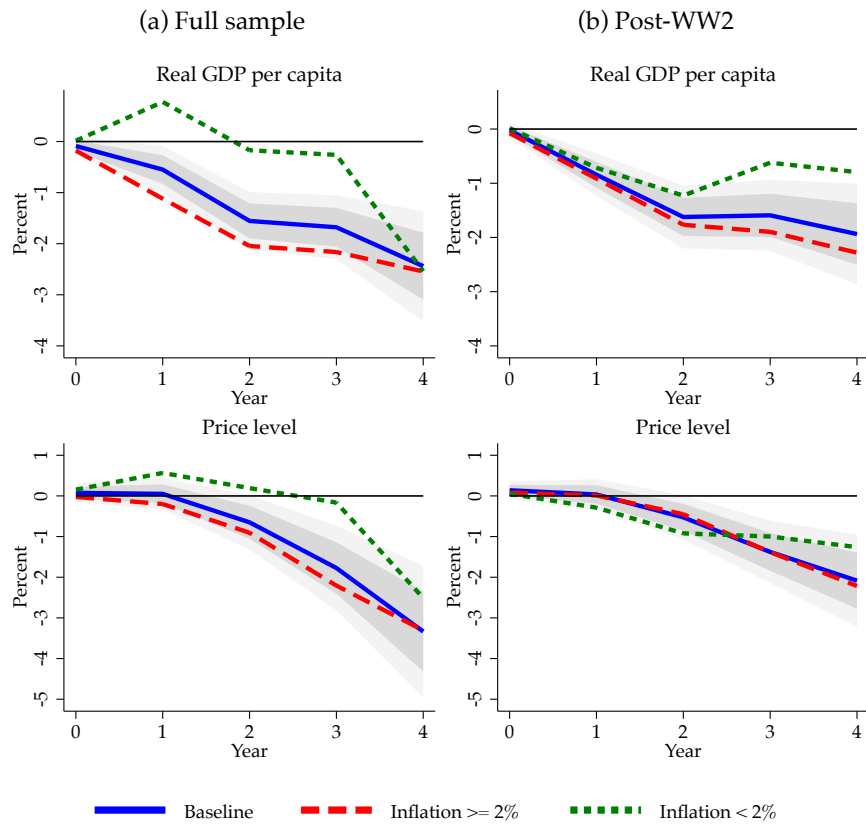 (a) Full sample
(b) Post-WW2
Real GDP per capita
Percent
0
-1
-2
-3
-4
0 1 2 3 4
Year
Real GDP per capita
Percent
0
-1
-2
-3
-4
0 1 2 3 4
Year
Price level
Percent
1
0
-1
-2
-3
-4
-5
0 1 2 3 4
Year
Price level
Percent
1
0
-1
-2
-3
-4
-5
0 1 2 3 4
Year
Baseline
Inflation >= 2%
Inflation < 2%